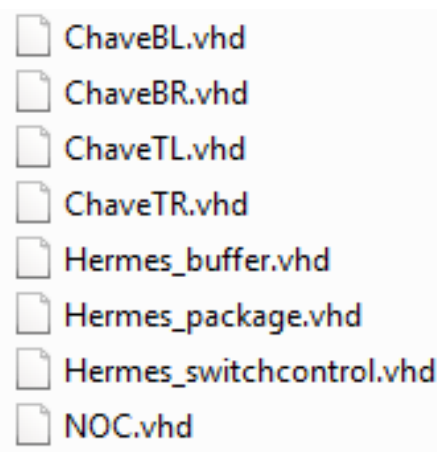 ChaveBL.vhd
ChaveBR.vhd
ChaveTL.vhd
ChaveTR.vhd
Hermes_buffer.vhd
Hermes_package.vhd
Hermes_switchcontrol.vhd
NOC.vhd